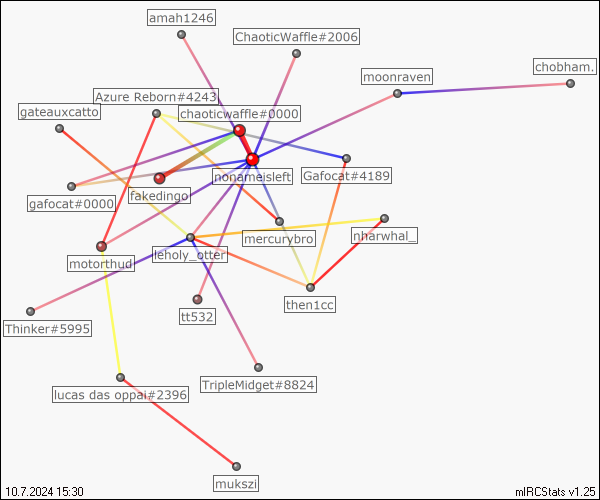 amah1246
ChaoticWaffle#2006
chobham.
moonraven
Azure Reborn#4243
gateauxcatto
chaoticwaffle#0000
nonameisleft
Gafocat#4189
fakedingo
gafocat#0000
mercurybro
nharwhal_
leholy_otter
motorthud
then1cc
tt532
Thinker#5995
TripleMidget#8824
lucas das oppai#2396
mukszi
10.7.2024 15:30
mIRCStats v1.25